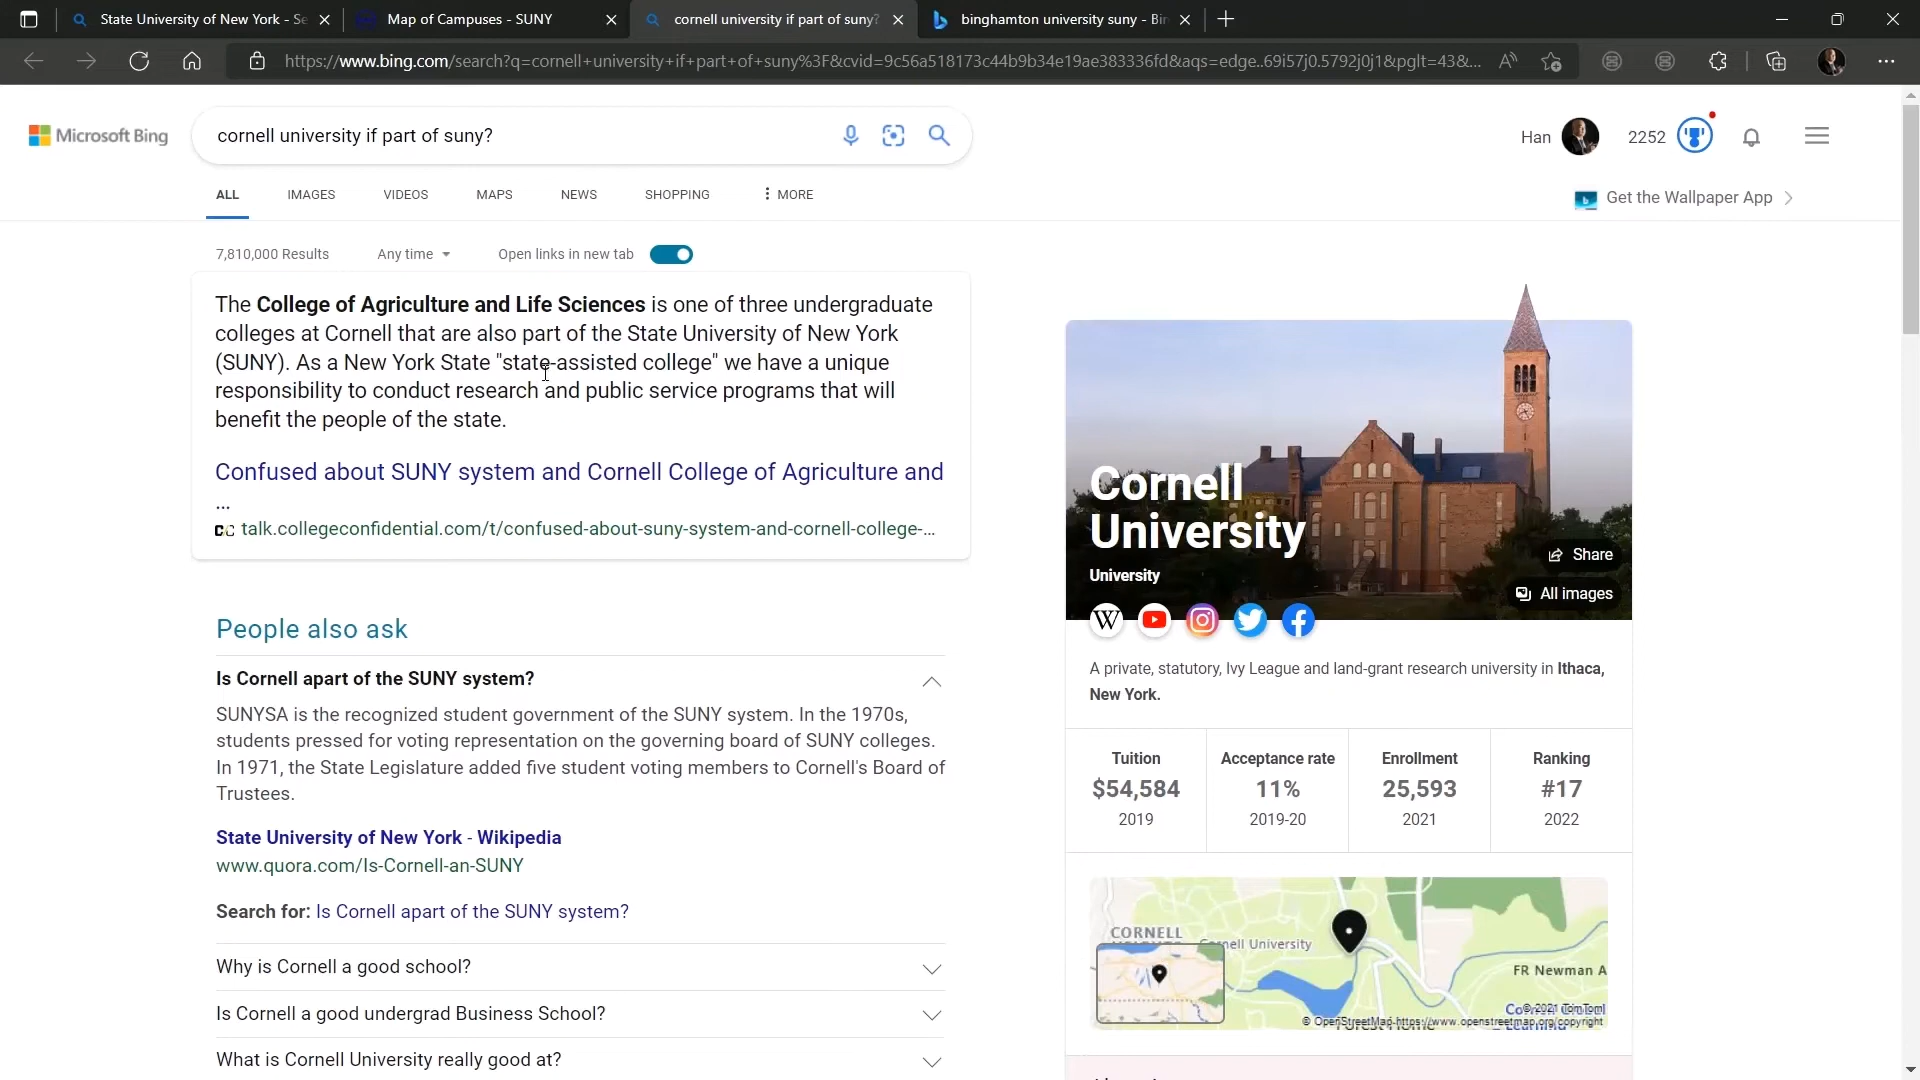 State University of New York - Se
Map of Campuses - SUNY
cornell university if part of suny?
binghamton university suny - Bin
https://www.bing.com/search?q=cornell+university+if+part+of+suny%3F&cvid=9c56a518173c44b9b34e19ae383336fd&aqs=edge..69i57j0.5792j0j1&pglt=43&...
Microsoft Bing
cornell university if part of suny?
Han
2252
ALL
IMAGES
VIDEOS
MAPS
NEWS
SHOPPING
MORE
Get the Wallpaper App
7,810,000 Results
Any time
Open links in new tab
The College of Agriculture and Life Sciences is one of three undergraduate
colleges at Cornell that are also part of the State University of New York
(SUNY). As a New York State "state-assisted college" we have a unique
responsibility to conduct research and public service programs that will
benefit the people of the state.
Confused about SUNY system and Cornell College of Agriculture and
...
talk.collegeconfidential.com/t/confused-about-suny-system-and-cornell-college-...
People also ask
Is Cornell apart of the SUNY system?
SUNYSA is the recognized student government of the SUNY system. In the 1970s,
students pressed for voting representation on the governing board of SUNY colleges.
In 1971, the State Legislature added five student voting members to Cornell's Board of
Trustees.
State University of New York - Wikipedia
www.quora.com/Is-Cornell-an-SUNY
Search for: Is Cornell apart of the SUNY system?
Why is Cornell a good school?
Is Cornell a good undergrad Business School?
What is Cornell University really good at?
Cornell
University
University
Share
All images
W
A private, statutory, Ivy League and land-grant research university in Ithaca,
New York.
Tuition
$54,584
2019
Acceptance rate
11%
2019-20
Enrollment
25,593
2021
Ranking
#17
2022
CORNELL
Cornell University
FR Newman A
© 2021 TomTom
© OpenStreetMap-https://www.openstreetmap.org/copyright